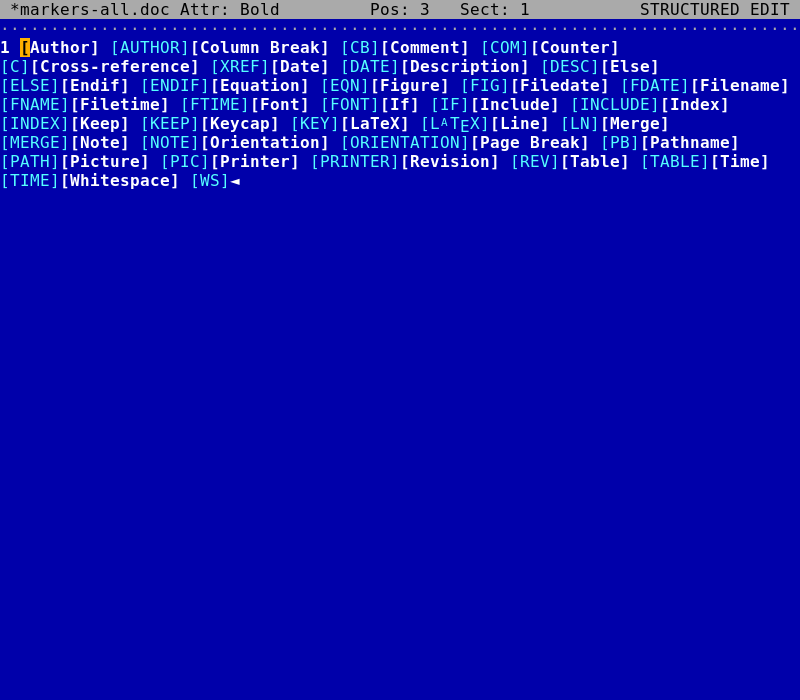 *markers-all.doc Attr: Bold Pos: 3 Sect: 1 STRUCTURED EDIT
1 [Author] [AUTHOR][Column Break] [CB][Comment] [COM][Counter]
[C][Cross-reference] [XREF][Date] [DATE][Description] [DESC][Else]
[ELSE][Endif] [ENDIF][Equation] [EQN][Figure] [FIG][Filedate] [FDATE][Filename]
[FNAME][Filetime] [FTIME][Font] [FONT][If] [IF][Include] [INCLUDE][Index]
[INDEX][Keep] [KEEP][Keycap] [KEY][LaTeX] [LATEX][Line] [LN][Merge]
[MERGE][Note] [NOTE][Orientation] [ORIENTATION][Page Break] [PB][Pathname]
[PATH][Picture] [PIC][Printer] [PRINTER][Revision] [REV][Table] [TABLE][Time]
[TIME][Whitespace] [WS]◄